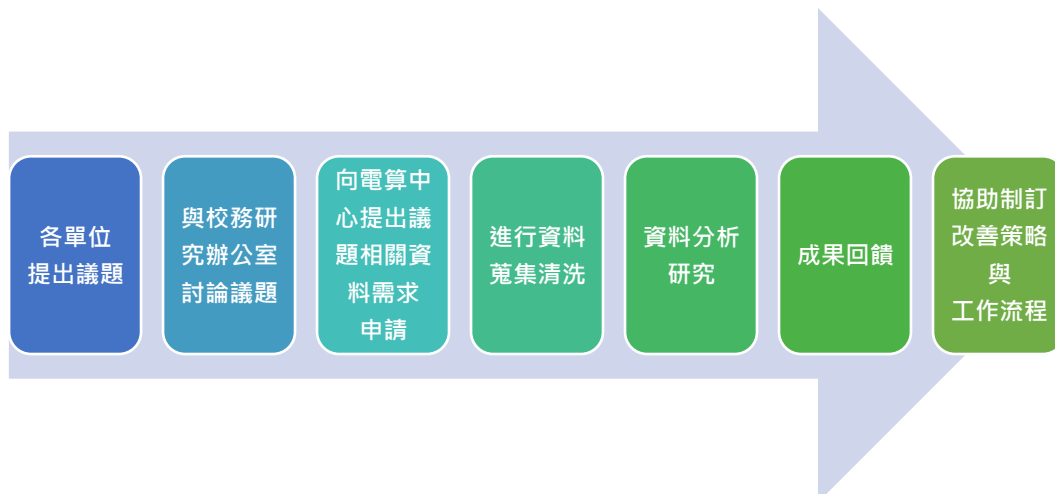 各單位
提出議題
與校務研
究辦公室
討論議題
向電算中
心提出議
題相關資
料需求
申請
進行資料
蒐集清洗
資料分析
研究
成果回饋
協助制訂
改善策略
與
工作流程